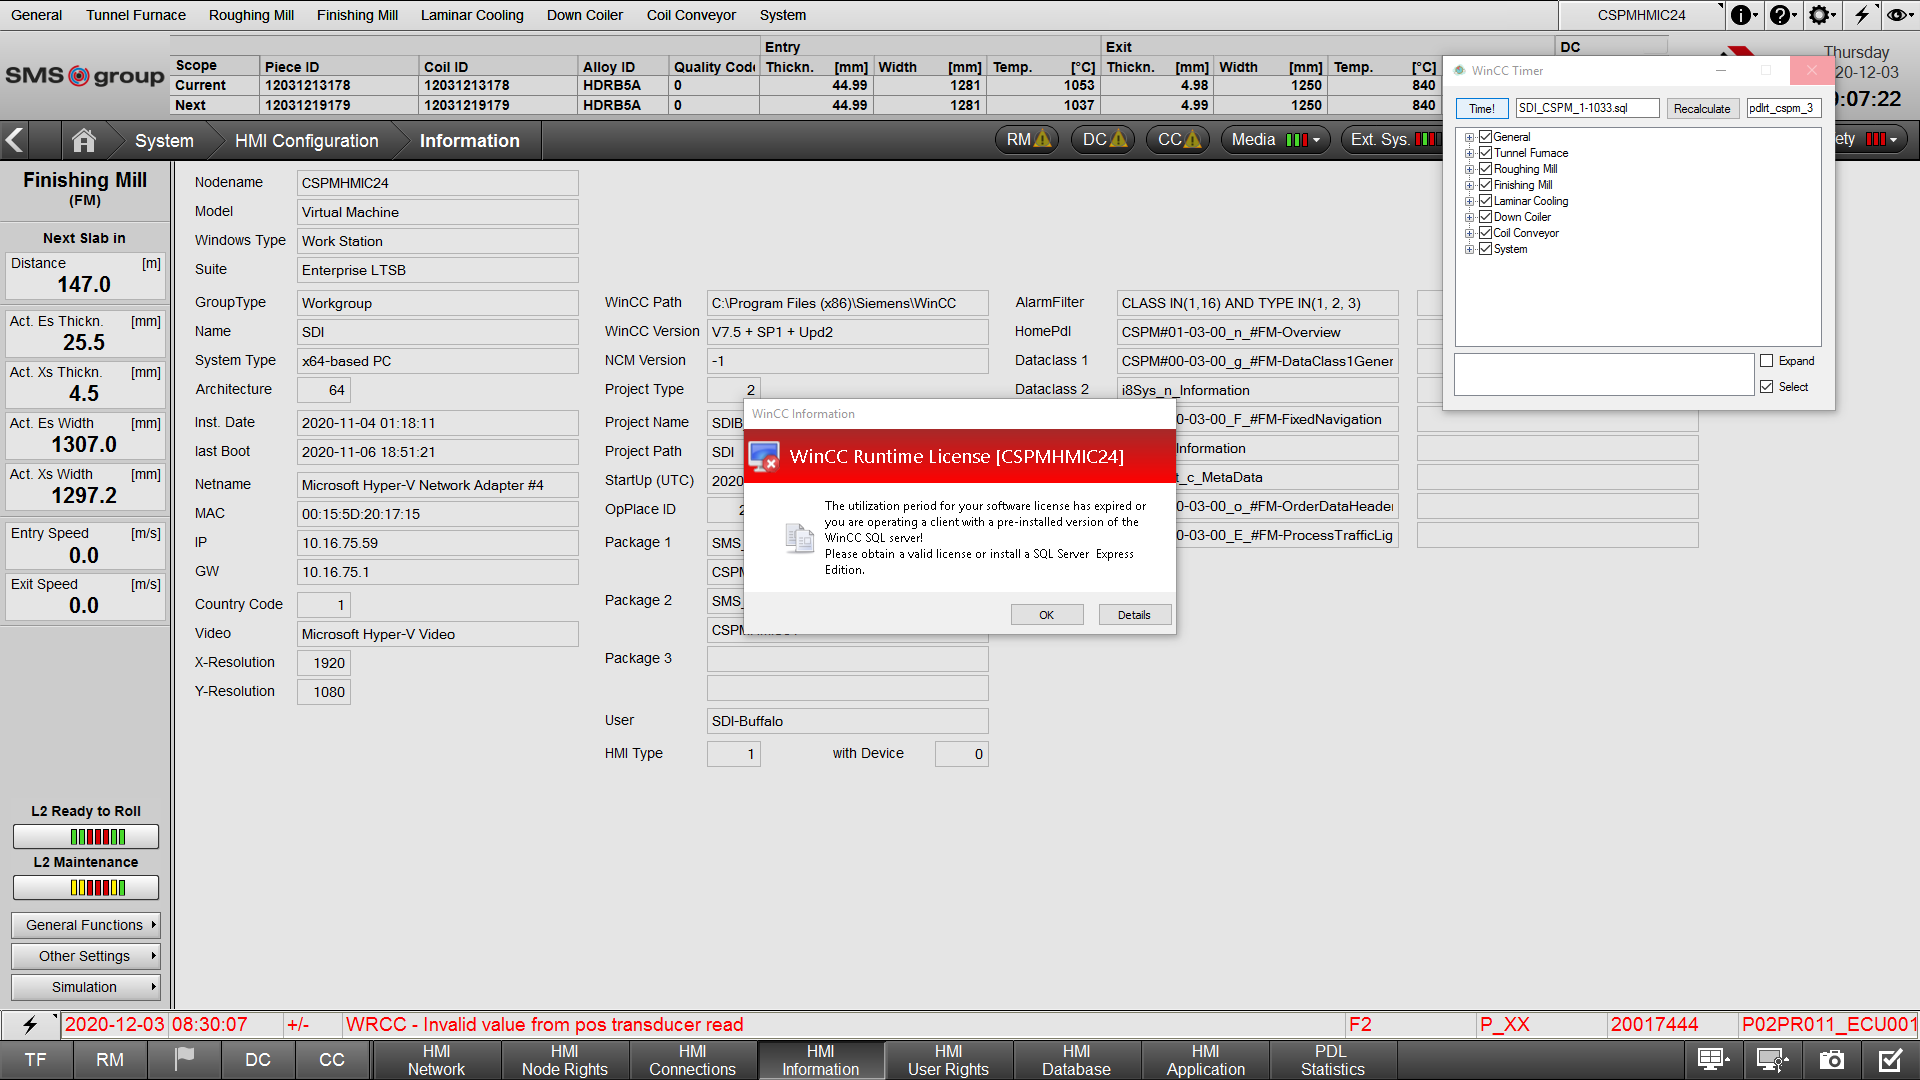 General Tunnel Furnace Roughing Mill Finishing Mill Laminar Cooling Down Coiler Coil Conveyor System CSPMHMIC24
Entry Exit DC
Scope Piece ID Coil ID Alloy ID Quality Code Thickn. [mm] Width [mm] Temp. [°C] Thickn. [mm] Width [mm] Temp. [°C]
Current 12031213178 12031213178 HDRB5A 0 44.99 1281 1053 4.98 1250 840
Next 12031219179 12031219179 HDRB5A 0 44.99 1281 1037 4.99 1250 840
SMS group
Thursday
20-12-03
:07:22
System HMI Configuration Information RM DC CC Media Ext. Sys. ety
WinCC Timer
Time! SDI_CSPM_1-1033.sql Recalculate pdlrt_cspm_3
General
Tunnel Furnace
Roughing Mill
Finishing Mill
Laminar Cooling
Down Coiler
Coil Conveyor
System
Expand
Select
Finishing Mill
(FM)
Next Slab in
Distance [m]
147.0
Act. Es Thickn. [mm]
25.5
Act. Xs Thickn. [mm]
4.5
Act. Es Width [mm]
1307.0
Act. Xs Width [mm]
1297.2
Entry Speed [m/s]
0.0
Exit Speed [m/s]
0.0
L2 Ready to Roll
L2 Maintenance
General Functions
Other Settings
Simulation
Nodename CSPMHMIC24
Model Virtual Machine
Windows Type Work Station
Suite Enterprise LTSB
GroupType Workgroup
Name SDI
System Type x64-based PC
Architecture 64
Inst. Date 2020-11-04 01:18:11
last Boot 2020-11-06 18:51:21
Netname Microsoft Hyper-V Network Adapter #4
MAC 00:15:5D:20:17:15
IP 10.16.75.59
GW 10.16.75.1
Country Code 1
Video Microsoft Hyper-V Video
X-Resolution 1920
Y-Resolution 1080
WinCC Path C:\Program Files (x86)\Siemens\WinCC
WinCC Version V7.5 + SP1 + Upd2
NCM Version -1
Project Type 2
Project Name SDIB
Project Path SDI
StartUp (UTC) 2020
OpPlace ID 2
Package 1 SMS_
CSPM
Package 2 SMS_
Package 3
User SDI-Buffalo
HMI Type 1 with Device 0
AlarmFilter CLASS IN(1,16) AND TYPE IN(1, 2, 3)
HomePdl CSPM#01-03-00_n_#FM-Overview
Dataclass 1 CSPM#00-03-00_g_#FM-DataClass1Gener
Dataclass 2 i8Sys_n_Information
0-03-00_F_#FM-FixedNavigation
Information
t_c_MetaData
0-03-00_o_#FM-OrderDataHeader
0-03-00_E_#FM-ProcessTrafficLig
WinCC Information
WinCC Runtime License [CSPMHMIC24]
The utilization period for your software license has expired or
you are operating a client with a pre-installed version of the
WinCC SQL server!
Please obtain a valid license or install a SQL Server Express
Edition.
OK Details
2020-12-03 08:30:07 +/- WRCC - Invalid value from pos transducer read F2 P_XX 20017444 P02PR011_ECU001
TF RM DC CC
HMI Network
HMI Node Rights
HMI Connections
HMI Information
HMI User Rights
HMI Database
HMI Application
PDL Statistics